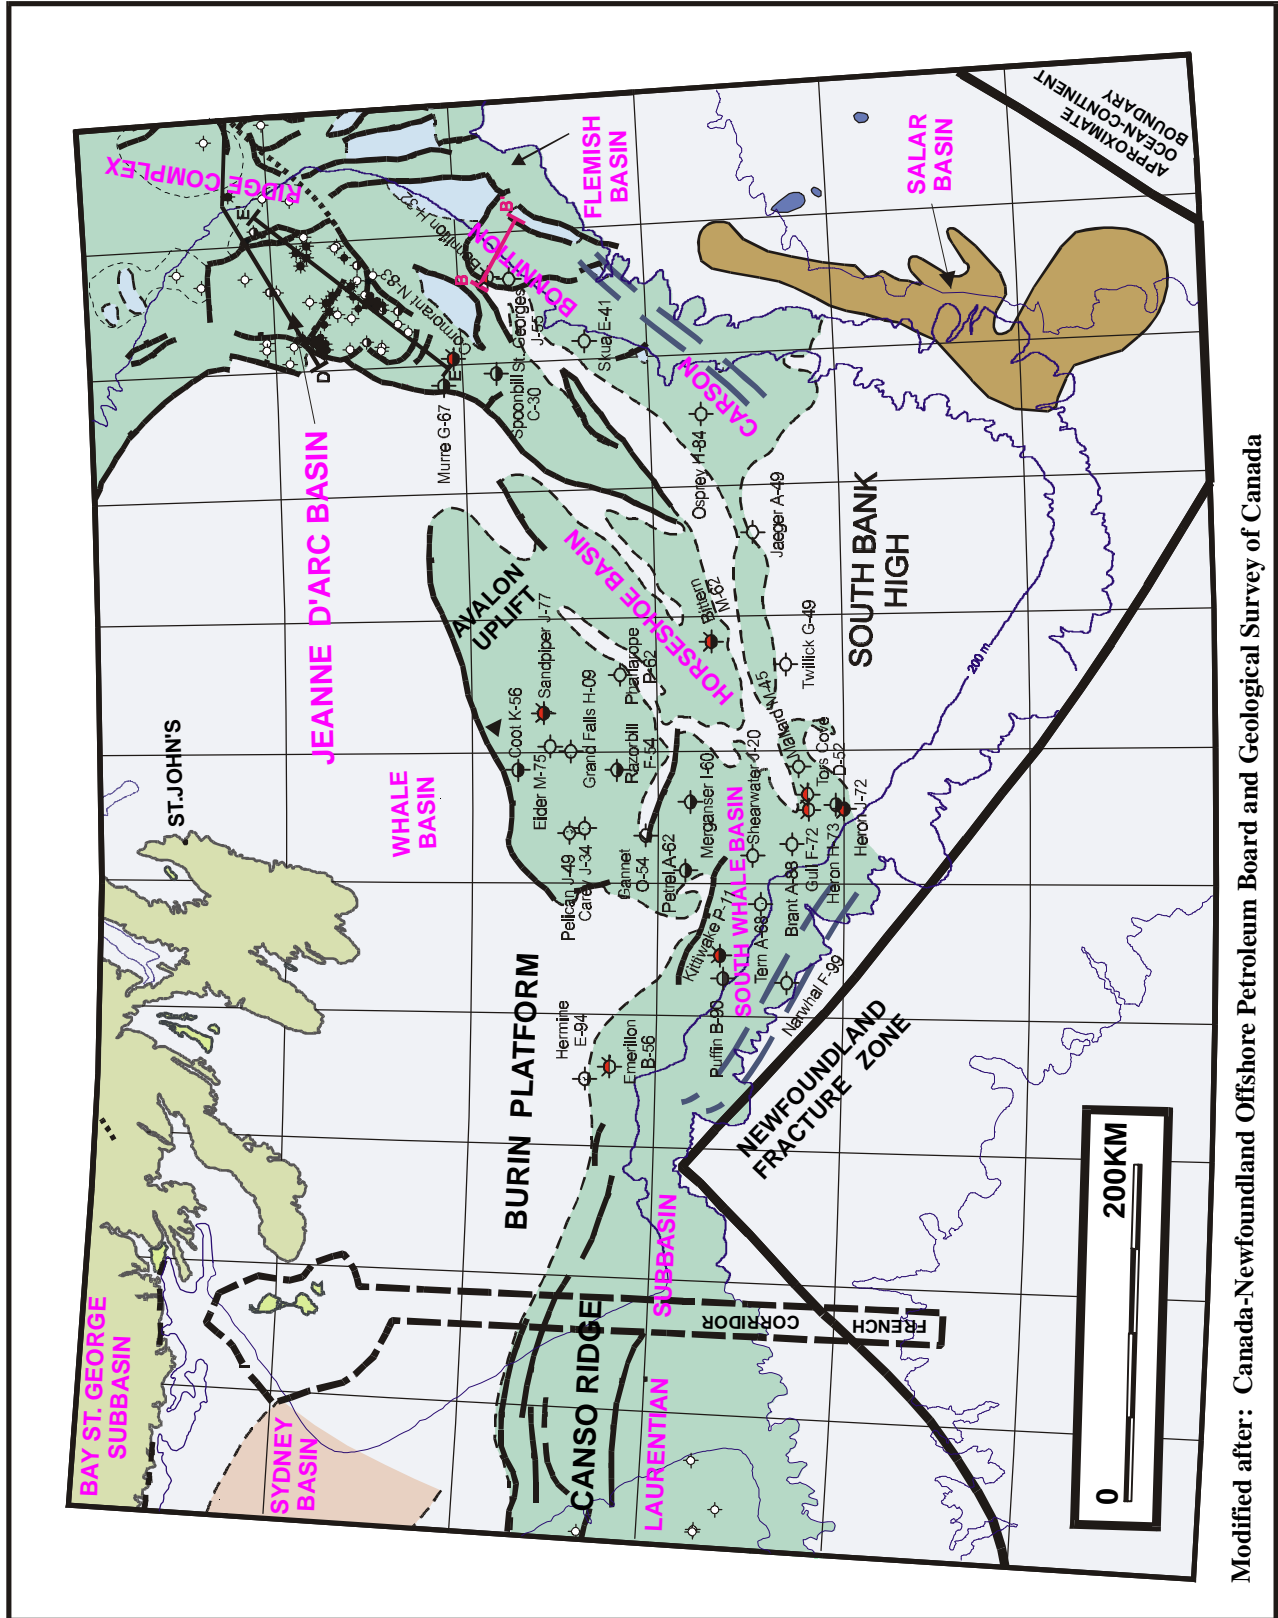 BAY ST. GEORGE
SUBBASIN
SYDNEY
BASIN
ST.JOHN'S
WHALE
BASIN
JEANNE D'ARC BASIN
RIDGE COMPLEX
BURIN PLATFORM
CANSO RIDGE
LAURENTIAN
SUBBASIN
FRENCH
CORRIDOR
NEWFOUNDLAND
FRACTURE ZONE
SOUTH WHALE BASIN
AVALON
UPLIFT
HORSESHOE BASIN
SOUTH BANK
HIGH
CARSON
BONNITION
FLEMISH
BASIN
SALAR
BASIN
APPROXIMATE
OCEAN-CONTINENT
BOUNDARY
200 m
D
E
E'
B
B'
Hermine
E-94
Emerillon
B-56
Puffin B-90
Kittiwake P-11
Narwhal F-99
Tern A-68
Brant A-88
Gull F-72
Heron H-73
Heron J-72
Tors Cove
D-52
Mallard M-45
Shearwater J-20
Merganser I-60
Petrel A-62
Gannet
O-54
Carey J-34
Pelican J-49
Eider M-75
Coot K-56
Sandpiper J-77
Grand Falls H-09
Razorbill
F-54
Phalarope
P-62
Bittern
M-62
Twillick G-49
Jaeger A-49
Osprey H-84
Skua E-41
St. Georges
J-55
Spoonbill
C-30
Murre G-67
Cormorant N-83
Bonnition H-32
0
200KM
Modified after: Canada-Newfoundland Offshore Petroleum Board and Geological Survey of Canada